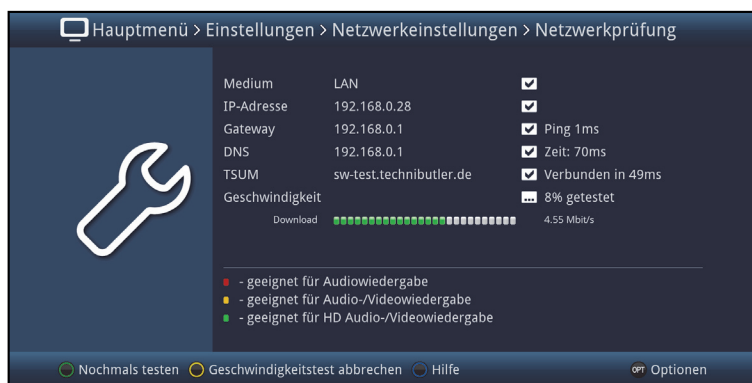 Hauptmenü > Einstellungen > Netzwerkeinstellungen > Netzwerkprüfung
Medium LAN
IP-Adresse 192.168.0.28
Gateway 192.168.0.1 Ping 1ms
DNS 192.168.0.1 Zeit: 70ms
TSUM sw-test.technibutler.de Verbunden in 49ms
Geschwindigkeit ... 8% getestet
Download 4.55 Mbit/s
- geeignet für Audiowiedergabe
- geeignet für Audio-/Videowiedergabe
- geeignet für HD Audio-/Videowiedergabe
Nochmals testen Geschwindigkeitstest abbrechen Hilfe OPT Optionen